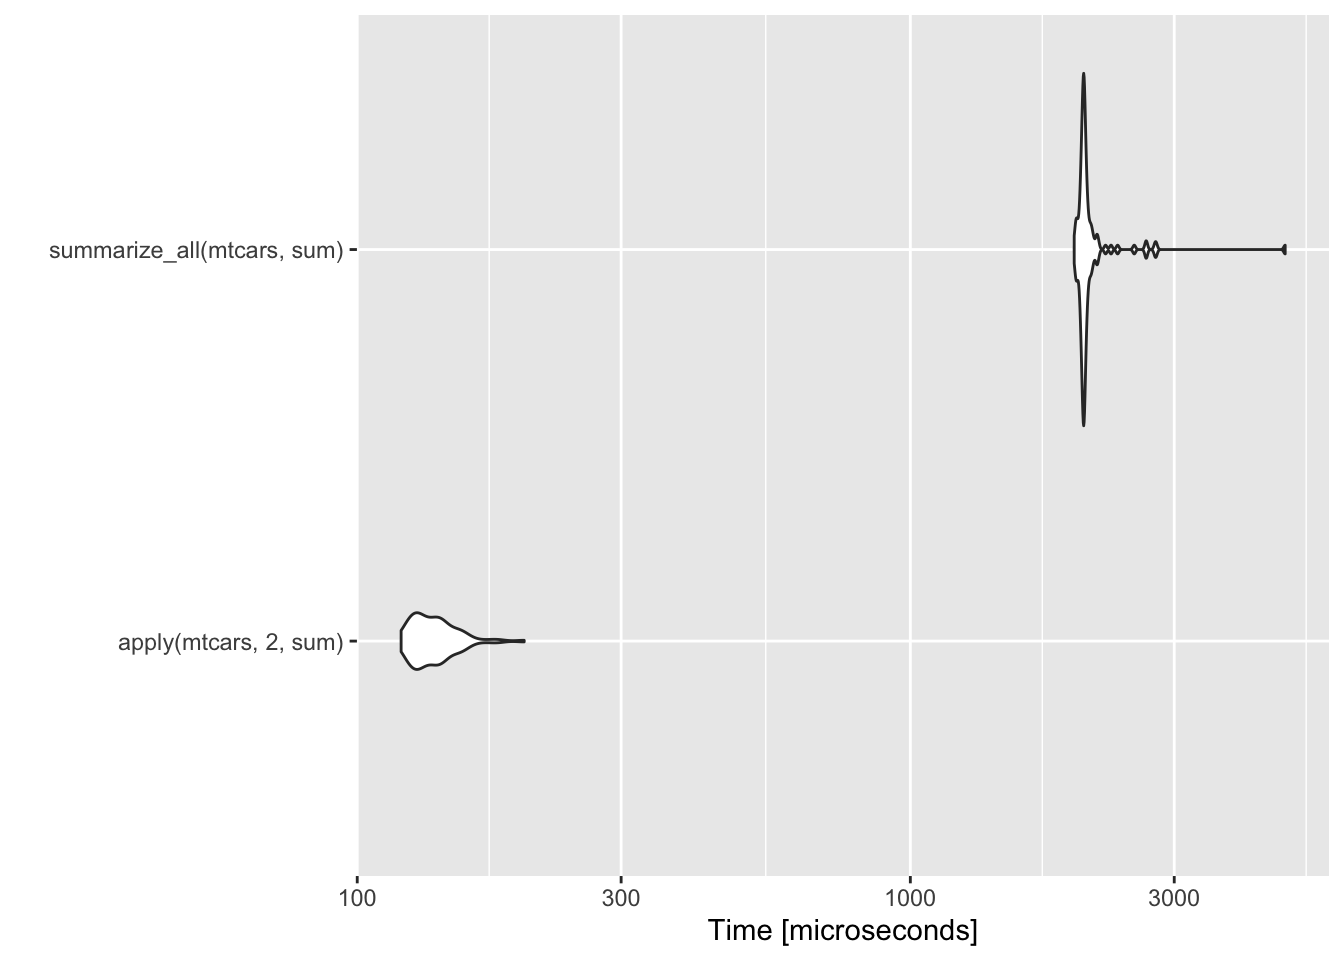 summarize_all(mtcars, sum)
apply(mtcars, 2, sum)
100 300 1000 3000
Time [microseconds]